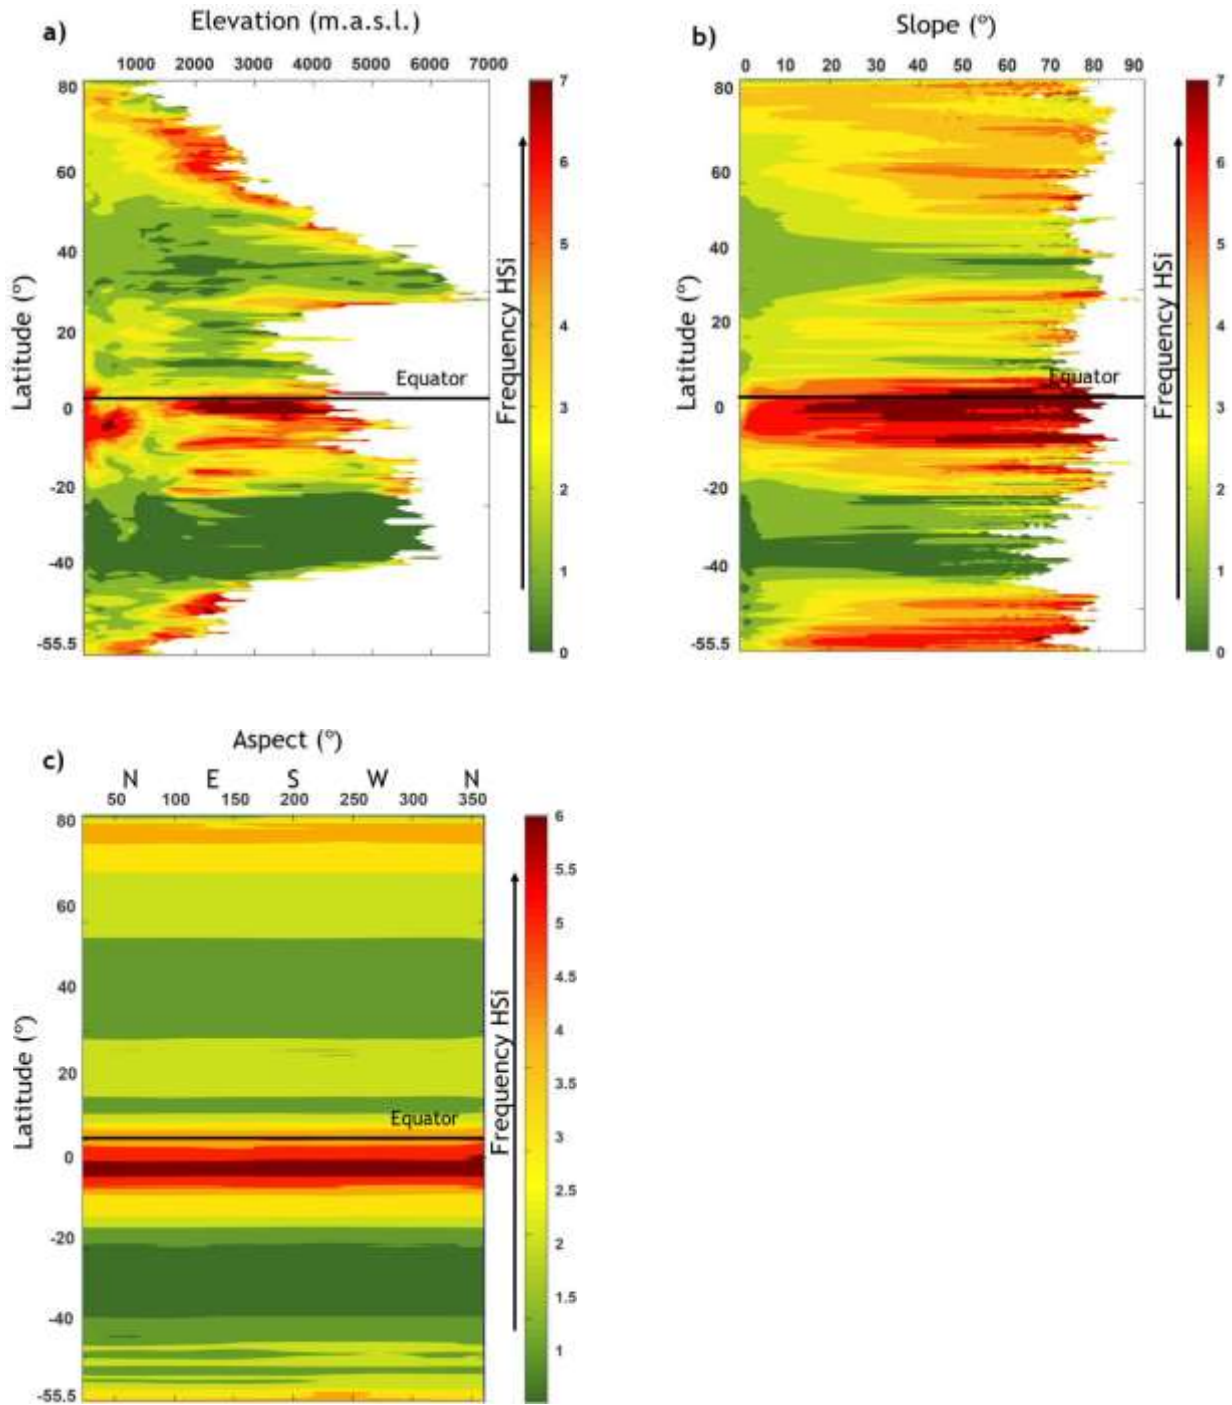 a)
Elevation (m.a.s.l.)
1000 2000 3000 4000 5000 6000 7000
80
60
40
20
0
-20
-40
-55.5
Latitude (º)
Equator
Frequency HSi
7
6
5
4
3
2
1
0
b)
Slope (º)
0 10 20 30 40 50 60 70 80 90
80
60
40
20
0
-20
-40
-55.5
Latitude (º)
Equator
Frequency HSi
7
6
5
4
3
2
1
0
c)
Aspect (º)
N E S W N
50 100 150 200 250 300 350
80
60
40
20
0
-20
-40
-55.5
Latitude (º)
Equator
Frequency HSi
6
5.5
5
4.5
4
3.5
3
2.5
2
1.5
1